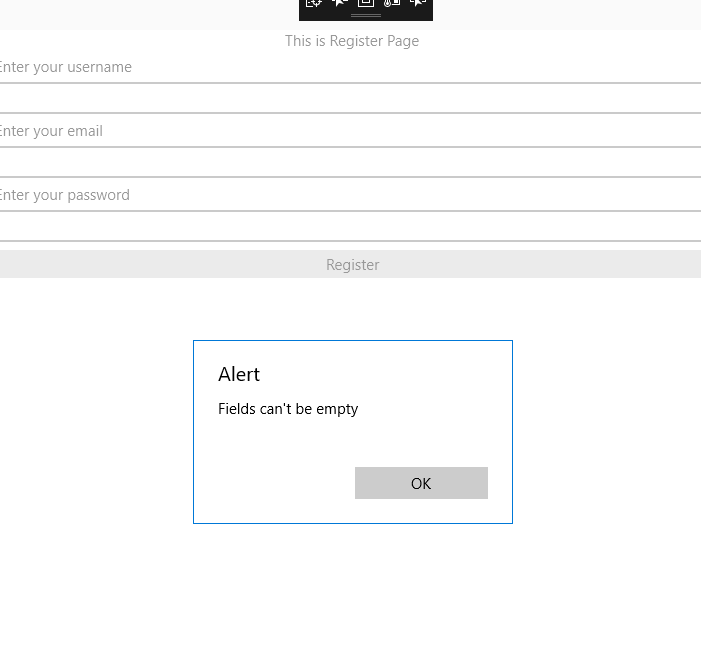 This is Register Page
Enter your username
Enter your email
Enter your password
Register
Alert
Fields can't be empty
OK